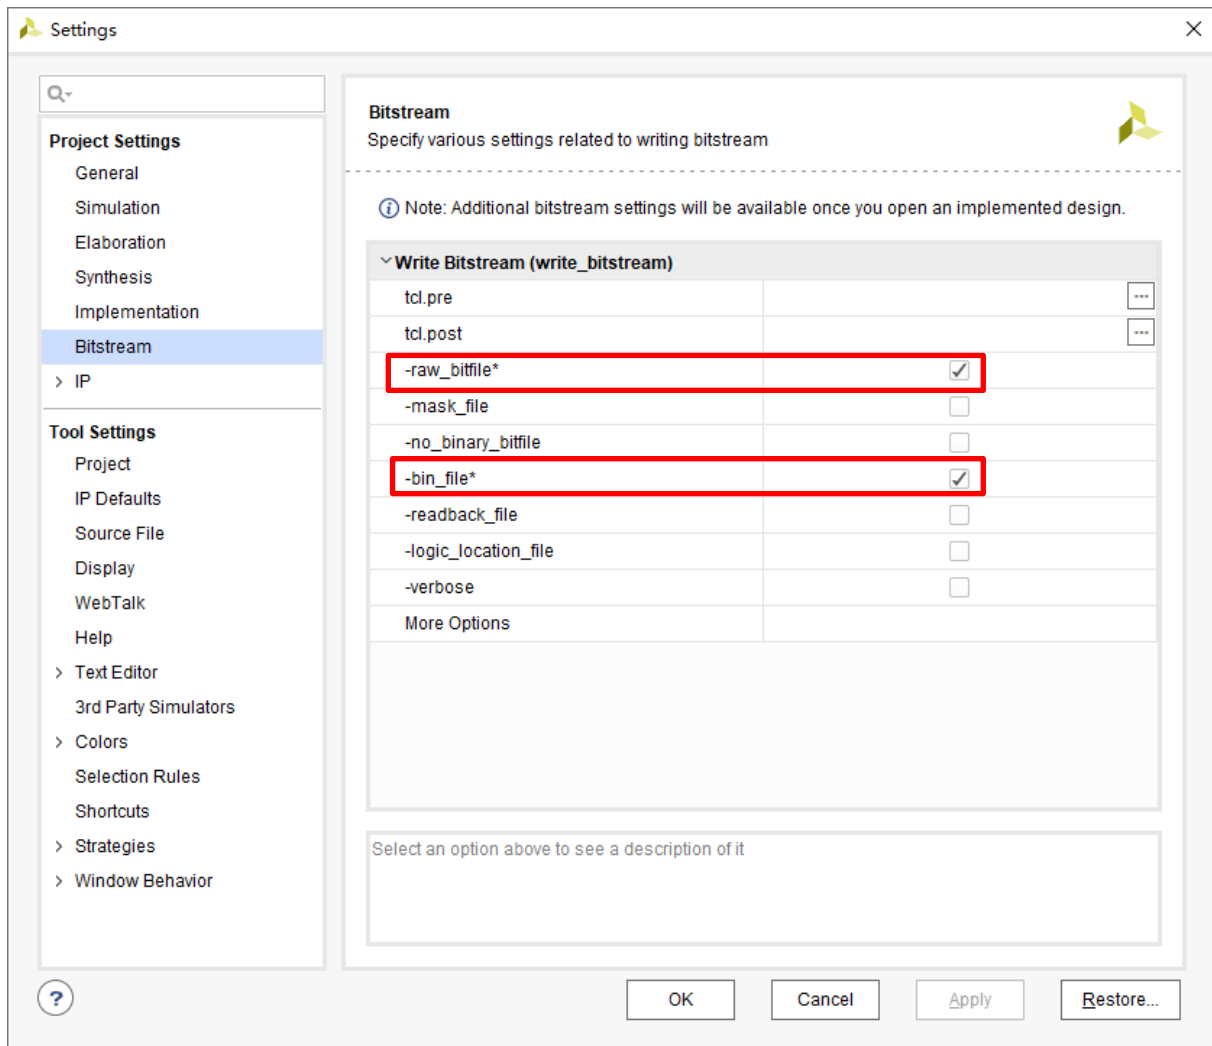 Settings
Project Settings
General
Simulation
Elaboration
Synthesis
Implementation
Bitstream
IP
Tool Settings
Project
IP Defaults
Source File
Display
WebTalk
Help
Text Editor
3rd Party Simulators
Colors
Selection Rules
Shortcuts
Strategies
Window Behavior
Bitstream
Specify various settings related to writing bitstream
Note: Additional bitstream settings will be available once you open an implemented design.
Write Bitstream (write_bitstream)
tcl.pre
...
tcl.post
...
-raw_bitfile*
-mask_file
-no_binary_bitfile
-bin_file*
-readback_file
-logic_location_file
-verbose
More Options
Select an option above to see a description of it
?
OK
Cancel
Apply
Restore...